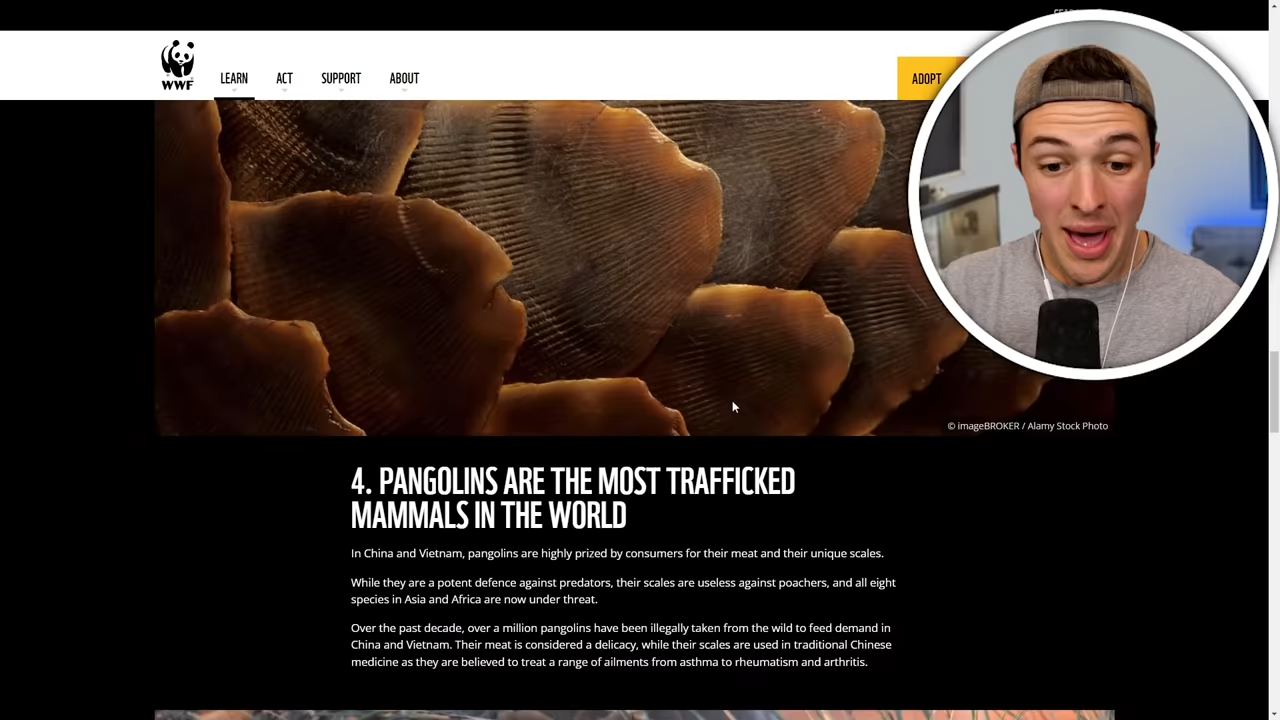 WWF
LEARN
ACT
SUPPORT
ABOUT
ADOPT
© imageBROKER / Alamy Stock Photo
4. PANGOLINS ARE THE MOST TRAFFICKED
MAMMALS IN THE WORLD
In China and Vietnam, pangolins are highly prized by consumers for their meat and their unique scales.
While they are a potent defence against predators, their scales are useless against poachers, and all eight
species in Asia and Africa are now under threat.
Over the past decade, over a million pangolins have been illegally taken from the wild to feed demand in
China and Vietnam. Their meat is considered a delicacy, while their scales are used in traditional Chinese
medicine as they are believed to treat a range of ailments from asthma to rheumatism and arthritis.